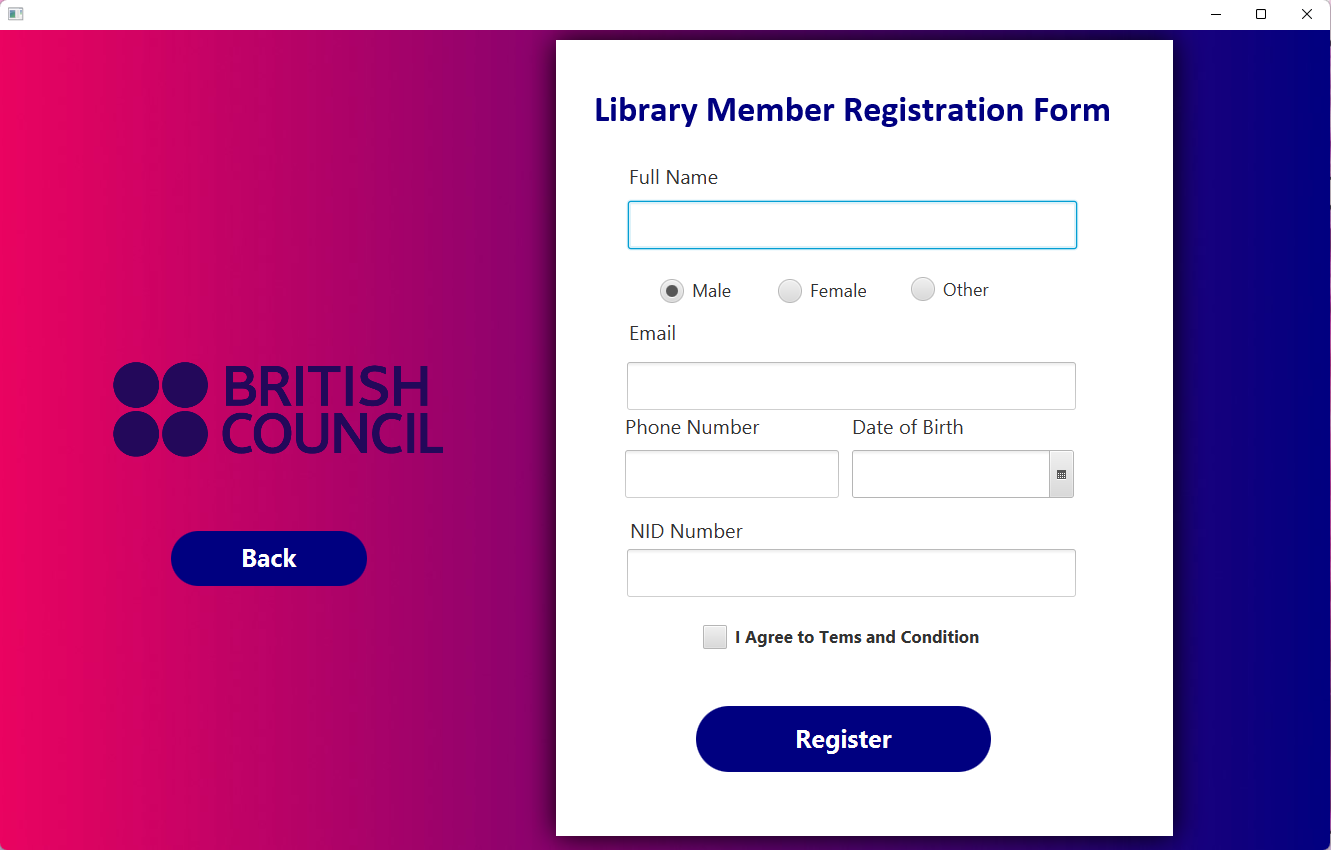 Library Member Registration Form
Full Name
Male Female Other
Email
Phone Number Date of Birth
NID Number
I Agree to Tems and Condition
Register
BRITISH
COUNCIL
Back